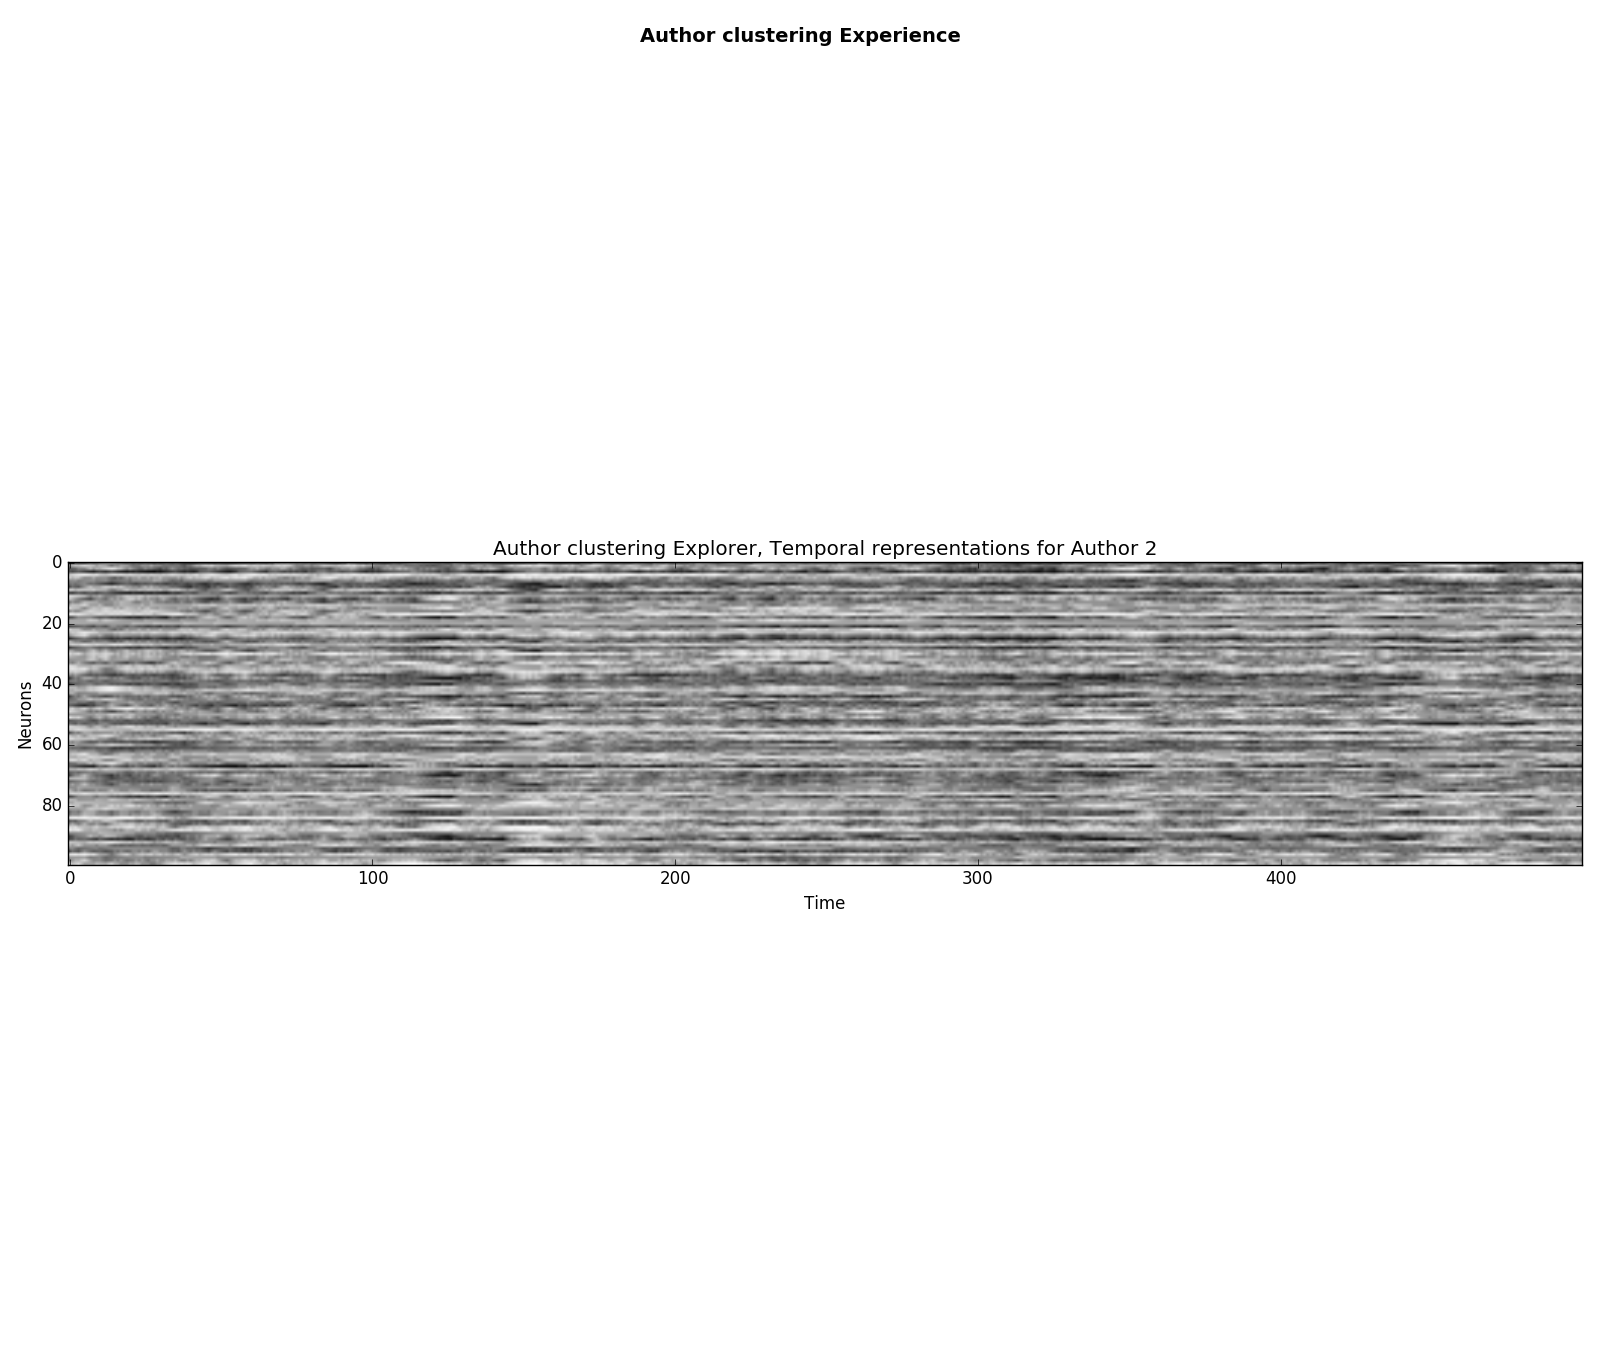 Author clustering Experience
Author clustering Explorer, Temporal representations for Author 2
0
20
40
60
80
Neurons
0 100 200 300 400
Time